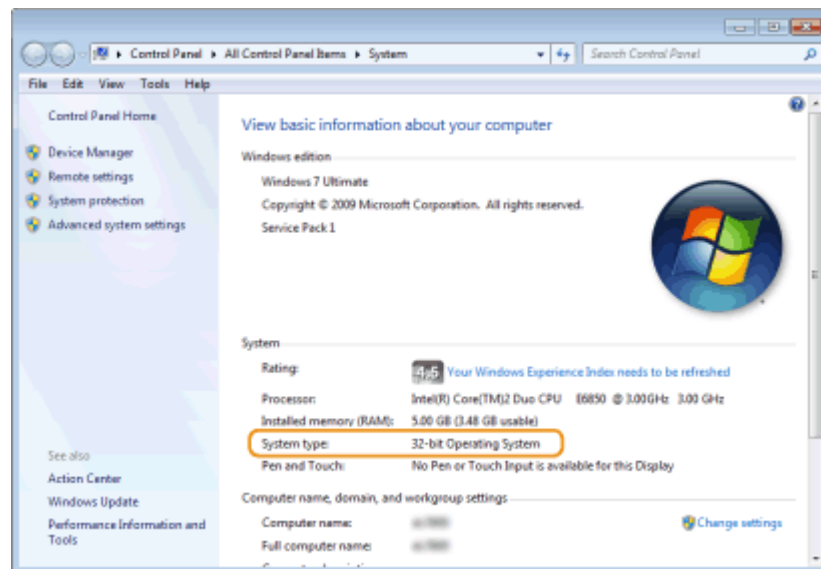 Control Panel ▸ All Control Panel Items ▸ System
Search Control Panel
File Edit View Tools Help
Control Panel Home
Device Manager
Remote settings
System protection
Advanced system settings
See also
Action Center
Windows Update
Performance Information and
Tools
View basic information about your computer
Windows edition
Windows 7 Ultimate
Copyright © 2009 Microsoft Corporation. All rights reserved.
Service Pack 1
System
Rating: 4,5 Your Windows Experience Index needs to be refreshed
Processor: Intel(R) Core(TM)2 Duo CPU E6850 @ 3.00GHz 3.00 GHz
Installed memory (RAM): 5.00 GB (3.48 GB usable)
System type: 32-bit Operating System
Pen and Touch: No Pen or Touch Input is available for this Display
Computer name, domain, and workgroup settings
Computer name: Change settings
Full computer name: